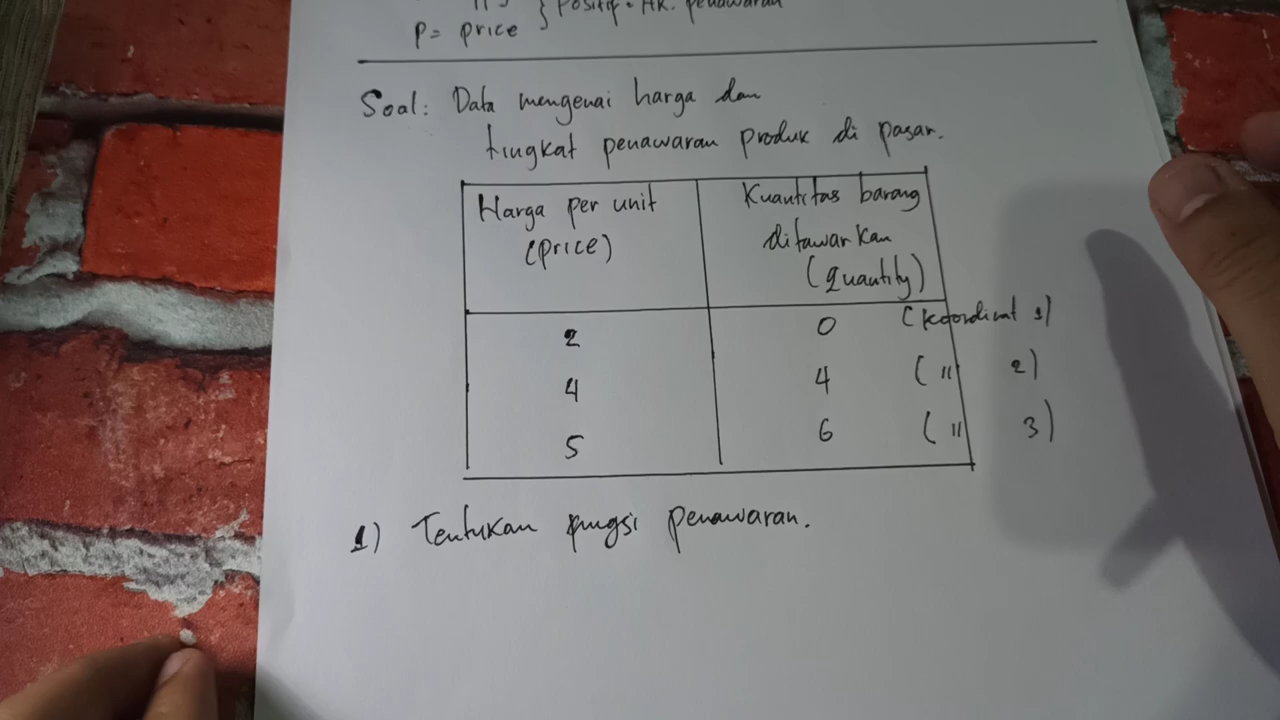 } Positif = Hk. penawaran
P = price
Soal: Data mengenai harga dan
tingkat penawaran produk di pasar.
Harga per unit
(price)
Kuantitas barang
ditawarkan
(quantity)
2 0 (koordinat 1)
4 4 ( " 2)
5 6 ( " 3)
1) Tentukan fungsi penawaran.